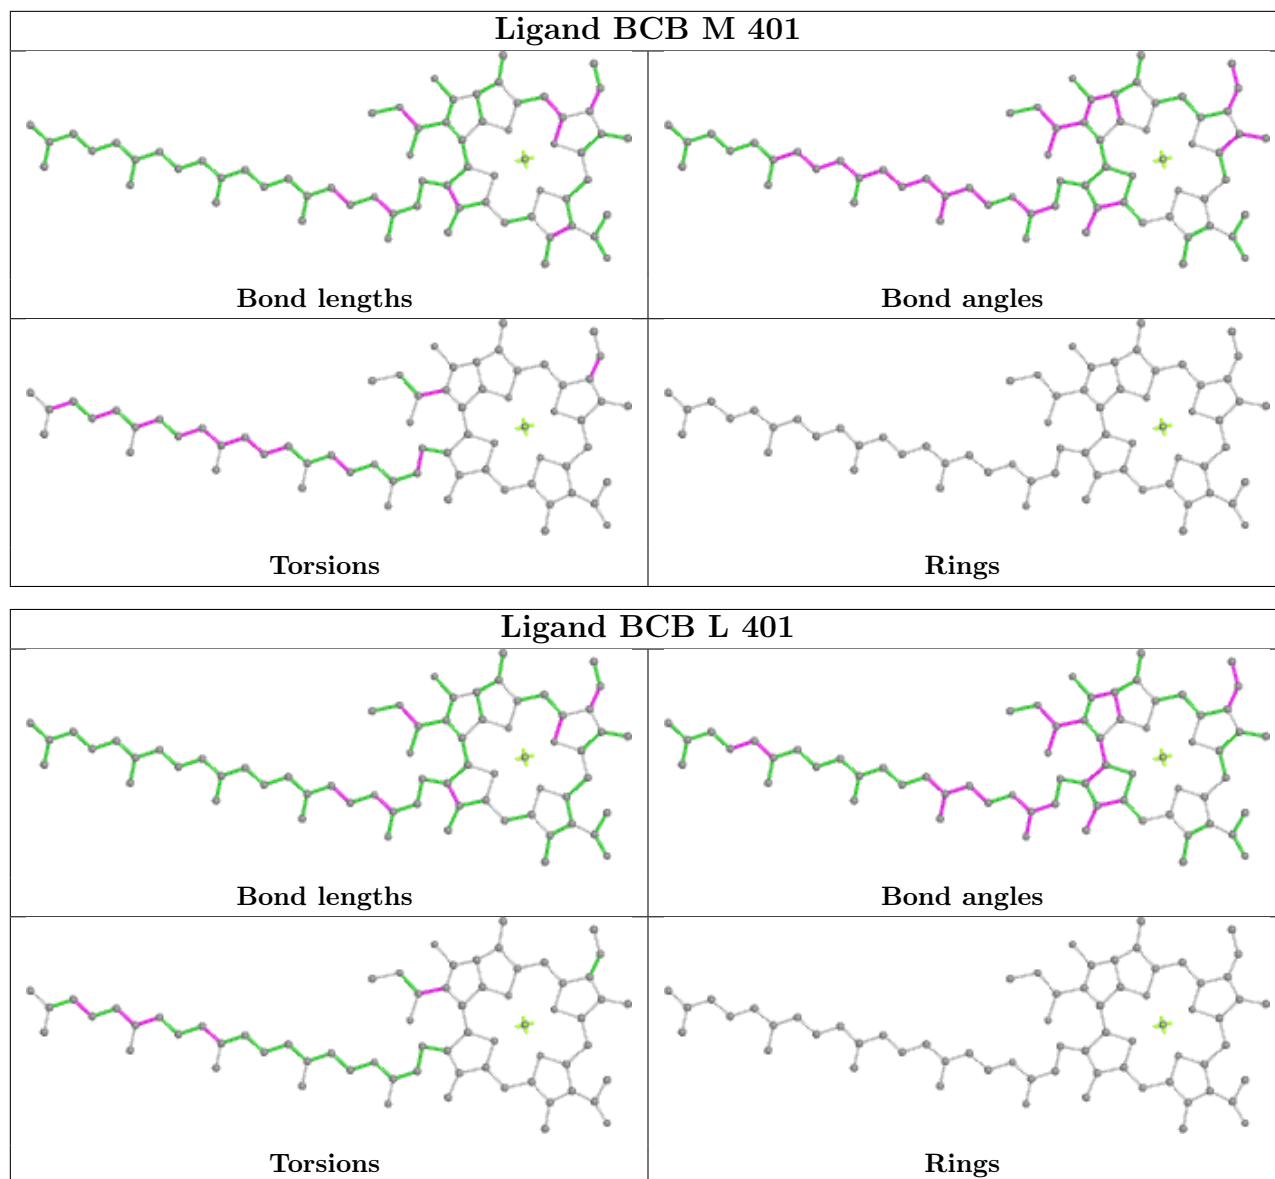 Ligand BCB M 401
Bond lengths
Bond angles
Torsions
Rings
Ligand BCB L 401
Bond lengths
Bond angles
Torsions
Rings